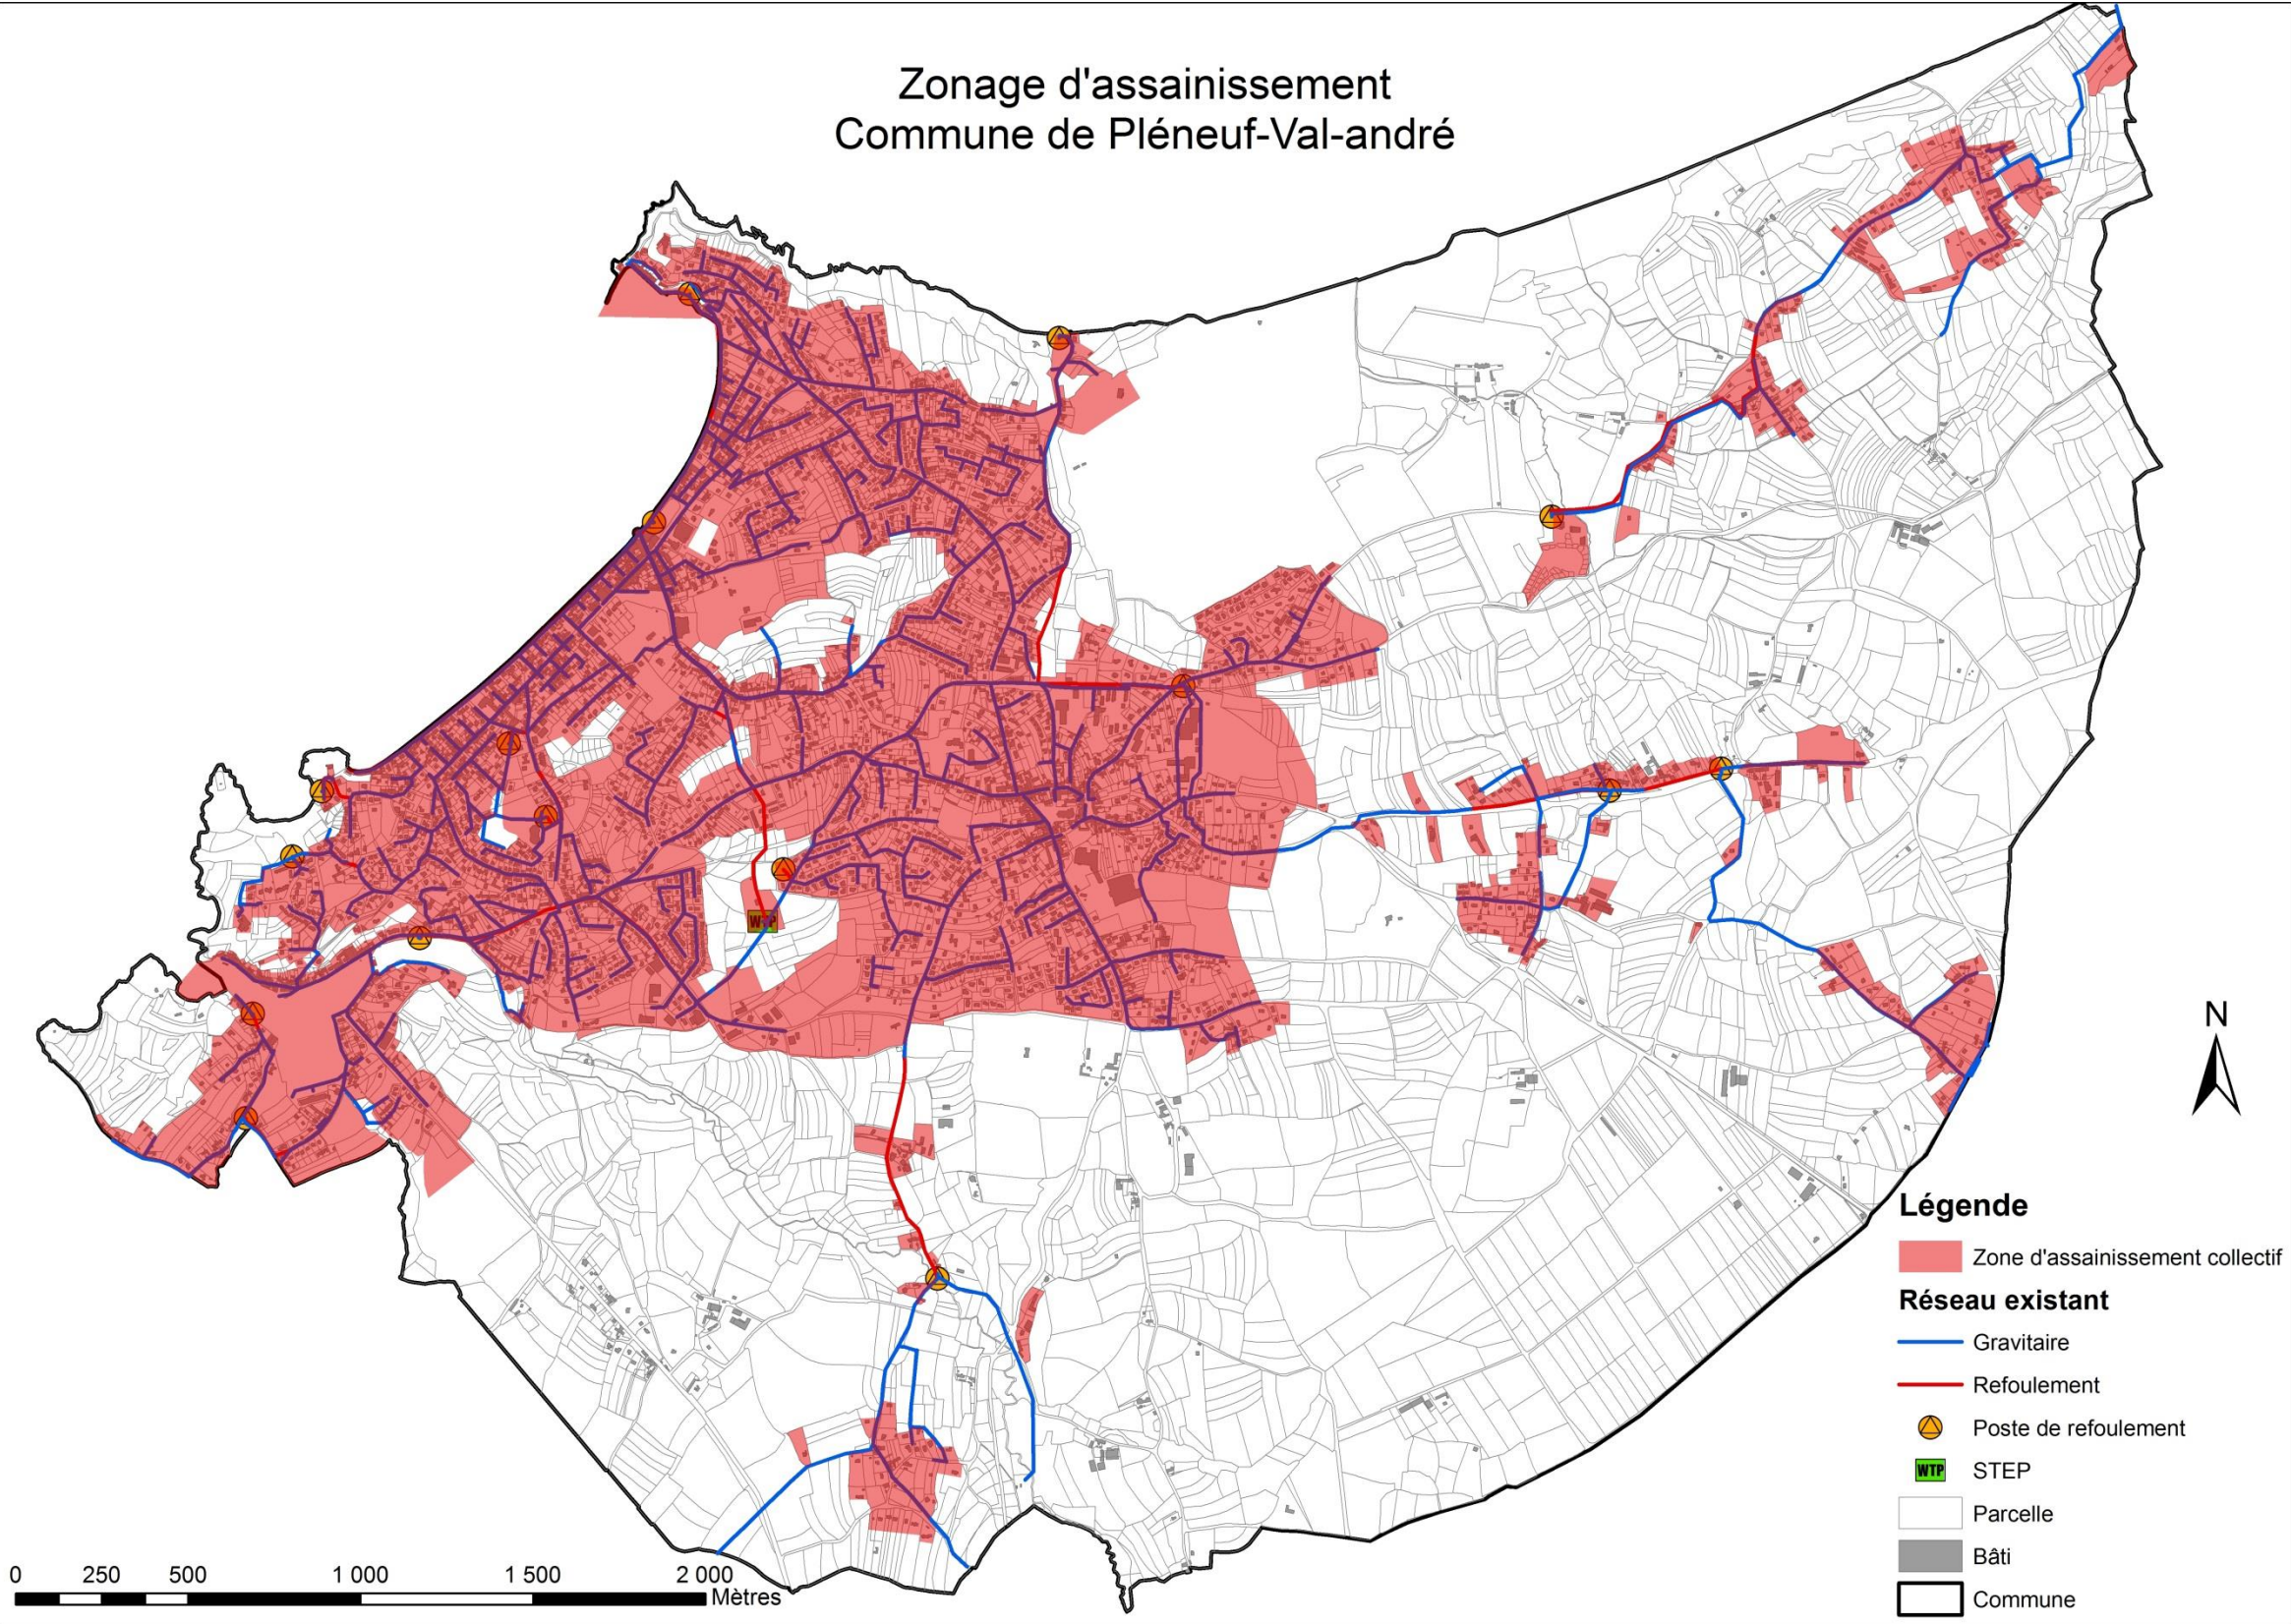 Zonage d'assainissement
Commune de Pléneuf-Val-andré
WTP
N
Légende
Zone d'assainissement collectif
Réseau existant
Gravitaire
Refoulement
Poste de refoulement
WTP STEP
Parcelle
Bâti
Commune
0 250 500 1 000 1 500 2 000
Mètres